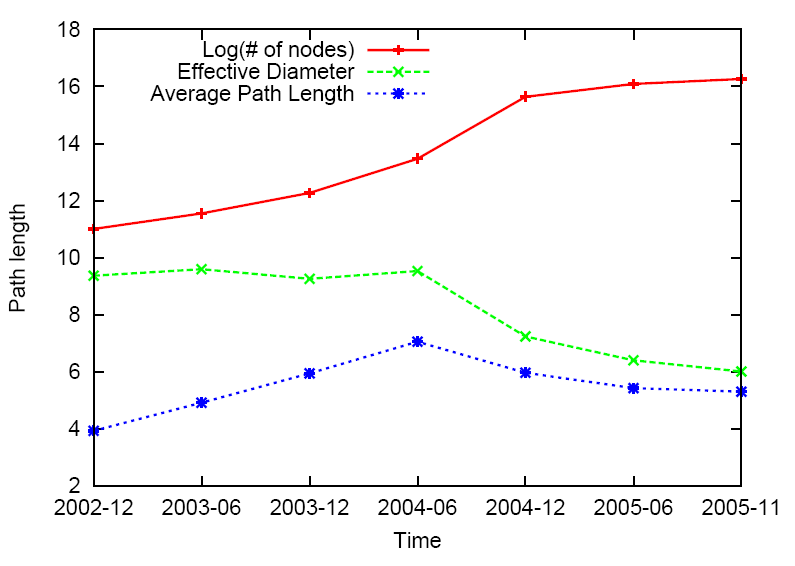 18
16
14
12
10
8
6
4
2
Path length
Log(# of nodes)
Effective Diameter
Average Path Length
2002-12 2003-06 2003-12 2004-06 2004-12 2005-06 2005-11
Time